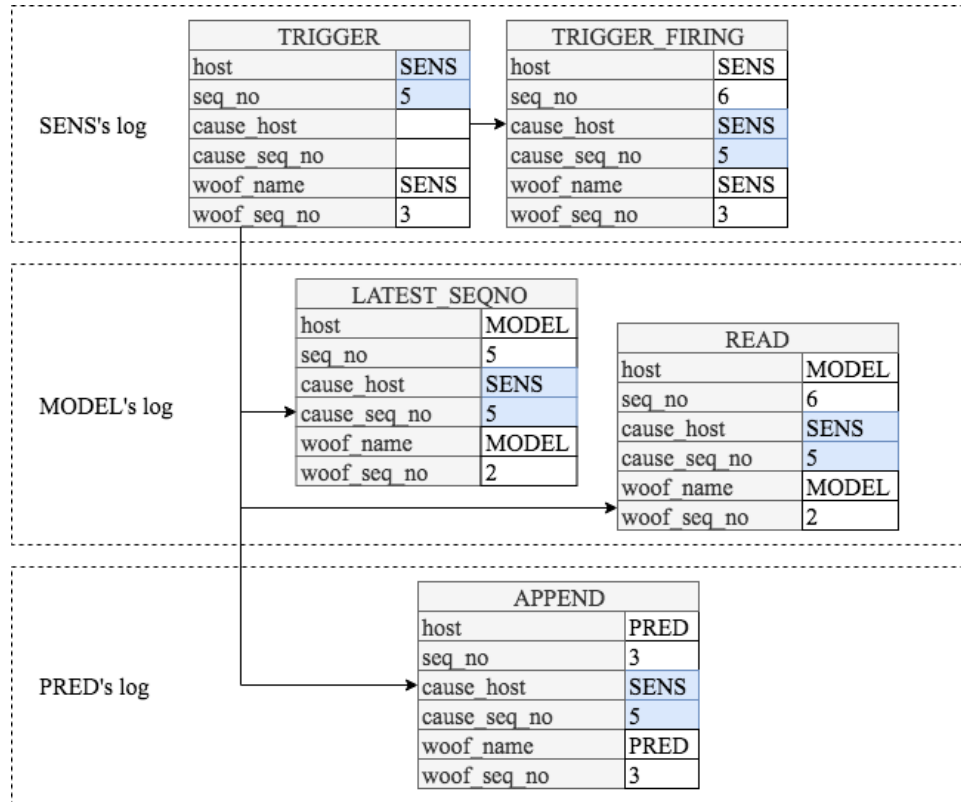 SENS's log
TRIGGER
host SENS
seq_no 5
cause_host
cause_seq_no
woof_name SENS
woof_seq_no 3
TRIGGER_FIRING
host SENS
seq_no 6
cause_host SENS
cause_seq_no 5
woof_name SENS
woof_seq_no 3
MODEL's log
LATEST_SEQNO
host MODEL
seq_no 5
cause_host SENS
cause_seq_no 5
woof_name MODEL
woof_seq_no 2
READ
host MODEL
seq_no 6
cause_host SENS
cause_seq_no 5
woof_name MODEL
woof_seq_no 2
PRED's log
APPEND
host PRED
seq_no 3
cause_host SENS
cause_seq_no 5
woof_name PRED
woof_seq_no 3